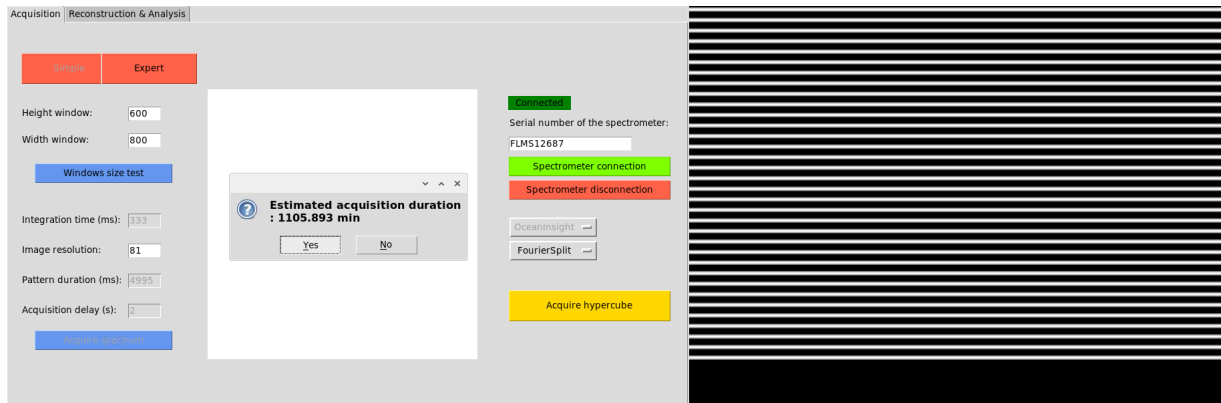 Acquisition
Reconstruction & Analysis
Simple
Expert
Height window:
600
Width window:
800
Windows size test
Integration time (ms):
333
Image resolution:
81
Pattern duration (ms):
4995
Acquisition delay (s):
2
Acquire spectrum
Estimated acquisition duration
: 1105.893 min
Yes
No
Connected
Serial number of the spectrometer:
FLMS12687
Spectrometer connection
Spectrometer disconnection
OceanInsight
FourierSplit
Acquire hypercube